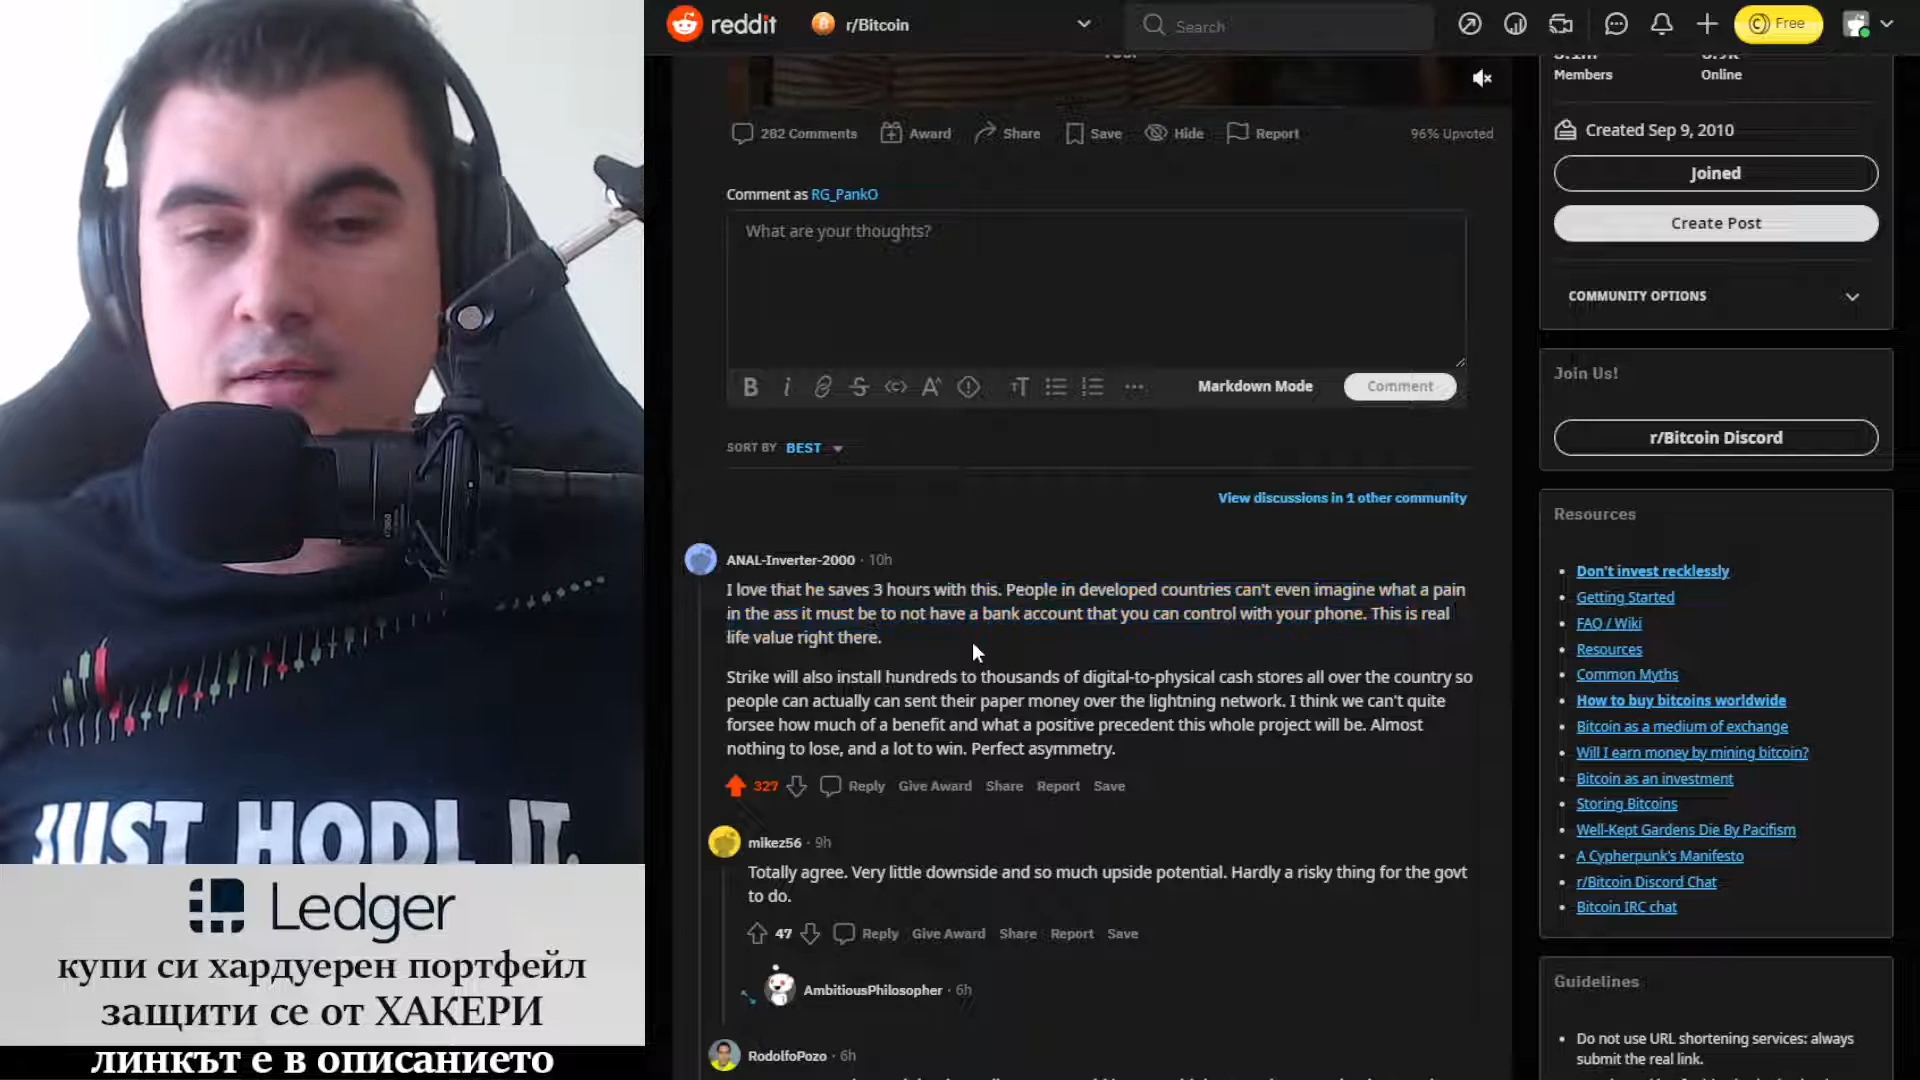 reddit
r/Bitcoin
Search
Free
Members
Online
282 Comments
Award
Share
Save
Hide
Report
96% Upvoted
Created Sep 9, 2010
Joined
Create Post
COMMUNITY OPTIONS
Comment as RG_PankO
What are your thoughts?
Markdown Mode
Comment
SORT BY BEST
View discussions in 1 other community
Join Us!
r/Bitcoin Discord
ANAL-Inverter-2000 · 10h
I love that he saves 3 hours with this. People in developed countries can't even imagine what a pain
in the ass it must be to not have a bank account that you can control with your phone. This is real
life value right there.
Strike will also install hundreds to thousands of digital-to-physical cash stores all over the country so
people can actually can sent their paper money over the lightning network. I think we can't quite
forsee how much of a benefit and what a positive precedent this whole project will be. Almost
nothing to lose, and a lot to win. Perfect asymmetry.
327
Reply
Give Award
Share
Report
Save
mikez56 · 9h
Totally agree. Very little downside and so much upside potential. Hardly a risky thing for the govt
to do.
47
Reply
Give Award
Share
Report
Save
AmbitiousPhilosopher · 6h
RodolfoPozo · 6h
Resources
Don't invest recklessly
Getting Started
FAQ / Wiki
Resources
Common Myths
How to buy bitcoins worldwide
Bitcoin as a medium of exchange
Will I earn money by mining bitcoin?
Bitcoin as an investment
Storing Bitcoins
Well-Kept Gardens Die By Pacifism
A Cypherpunk's Manifesto
r/Bitcoin Discord Chat
Bitcoin IRC chat
Guidelines
Do not use URL shortening services: always
submit the real link.
JUST HODL IT.
Ledger
купи си хардуерен портфейл
защити се от ХАКЕРИ
линкът е в описанието